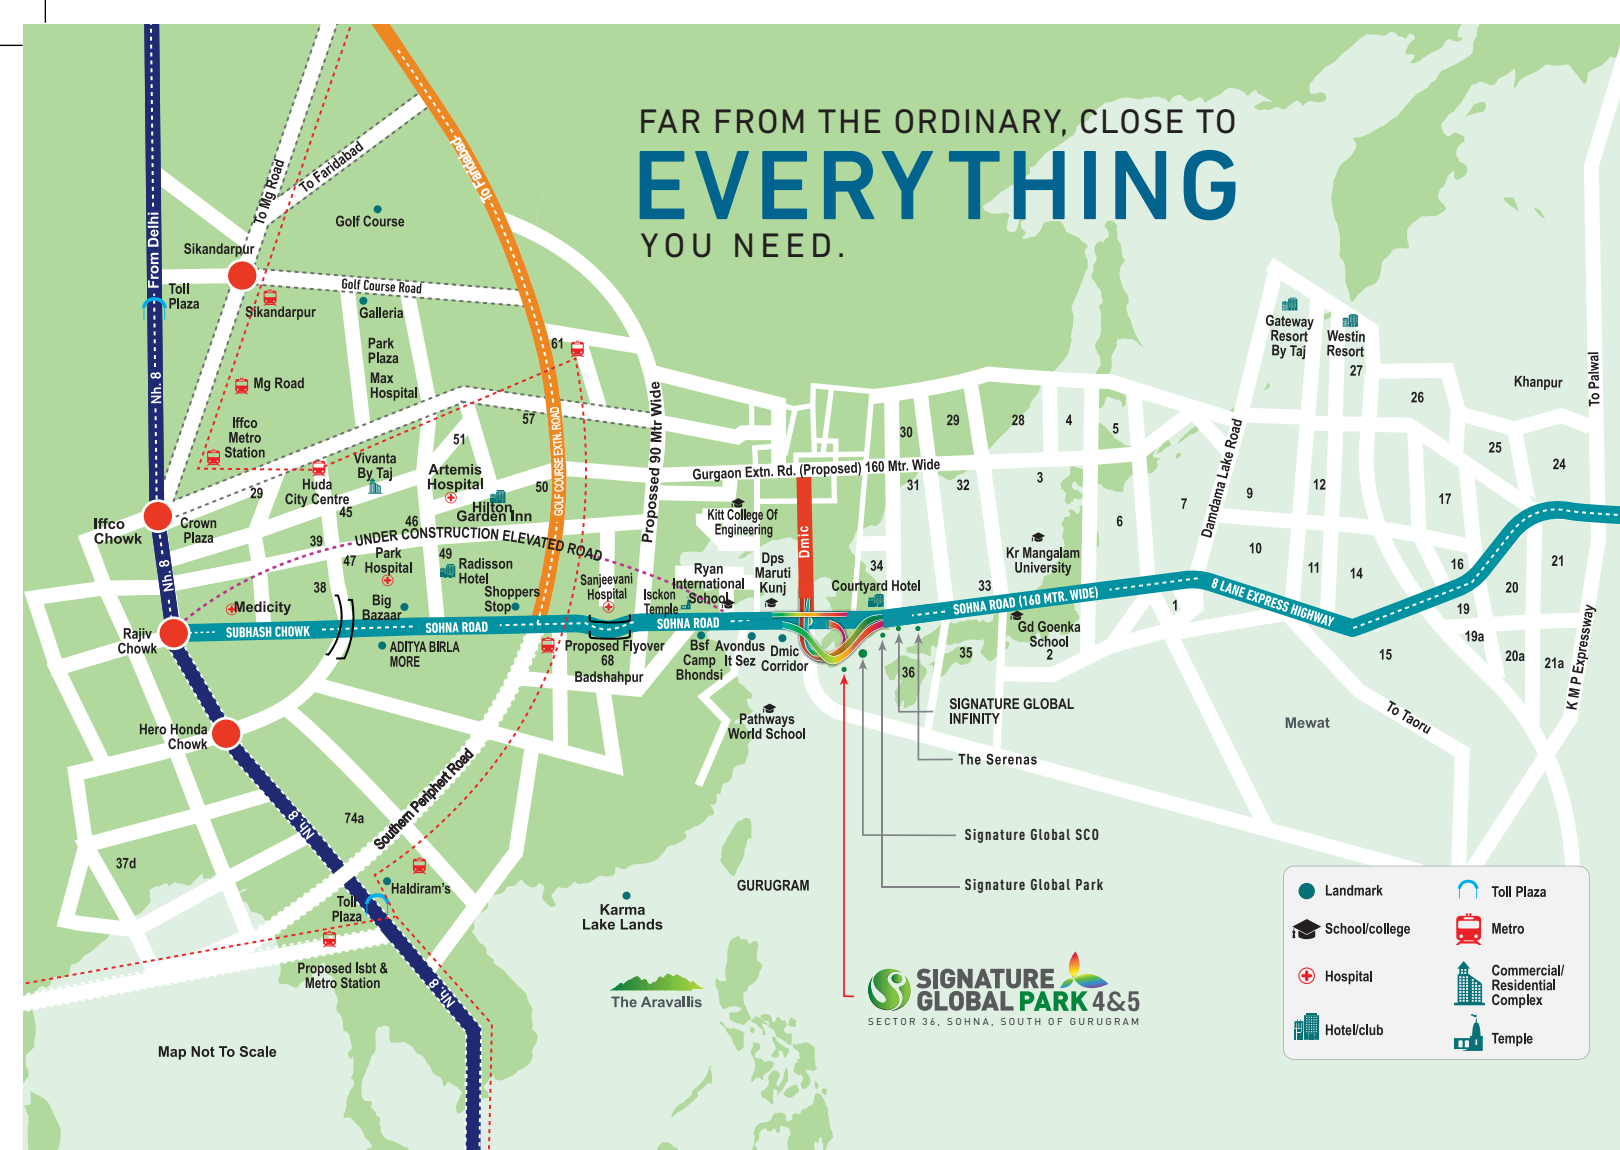 FAR FROM THE ORDINARY, CLOSE TO
EVERYTHING
YOU NEED.
From Delhi
To Mg Road
To Faridabad
To Faridabad
Golf Course
Sikandarpur
Toll
Plaza
Golf Course Road
Sikandarpur
Galleria
Park
Plaza
Max
Hospital
61
Nh. 8
Mg Road
Iffco
Metro
Station
57
51
Vivanta
By Taj
Artemis
Hospital
Huda
City Centre
29
45
46
50
Hilton
Garden Inn
GOLF COURSE EXTN. ROAD
Propossed 90 Mtr Wide
Iffco
Chowk
Crown
Plaza
39
UNDER CONSTRUCTION ELEVATED ROAD
47
Park
Hospital
49
Radisson
Hotel
38
Nh. 8
Medicity
Big
Bazaar
Shoppers
Stop
Sanjeevani
Hospital
Isckon
Temple
Ryan
International
School
Dps
Maruti
Kunj
Kitt College Of
Engineering
Gurgaon Extn. Rd. (Proposed) 160 Mtr. Wide
Dmic
30
29
28
4
5
31
32
3
6
7
34
33
Courtyard Hotel
Kr Mangalam
University
Gateway
Resort
By Taj
Westin
Resort
27
26
Khanpur
To Palwal
25
24
Damdama Lake Road
9
12
17
10
11
14
16
20
21
Rajiv
Chowk
SUBHASH CHOWK
SOHNA ROAD
SOHNA ROAD
SOHNA ROAD (160 MTR. WIDE)
8 LANE EXPRESS HIGHWAY
1
19
19a
20a
21a
15
K M P Expressway
ADITYA BIRLA
MORE
Proposed Flyover
68
Badshahpur
Bsf
Camp
Bhondsi
Avondus
It Sez
Dmic
Corridor
Gd Goenka
School
2
35
36
Pathways
World School
SIGNATURE GLOBAL
INFINITY
The Serenas
Signature Global SCO
Signature Global Park
Mewat
To Taoru
Hero Honda
Chowk
Nh. 8
Southern Periphert Road
74a
37d
Haldiram's
Toll
Plaza
Proposed Isbt &
Metro Station
Nh. 8
GURUGRAM
Karma
Lake Lands
The Aravallis
Map Not To Scale
SIGNATURE
GLOBAL PARK 4&5
SECTOR 36, SOHNA, SOUTH OF GURUGRAM
Landmark
Toll Plaza
School/college
Metro
Hospital
Commercial/
Residential
Complex
Hotel/club
Temple